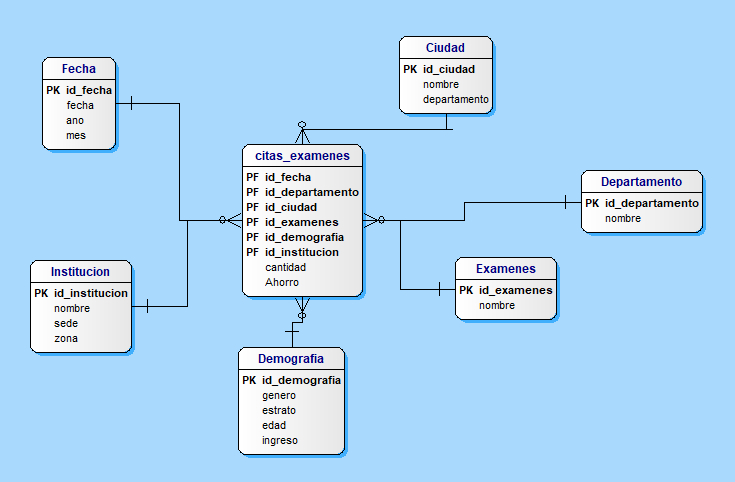 Ciudad
PK id_ciudad
nombre
departamento
Fecha
PK id_fecha
fecha
ano
mes
citas_examenes
PF id_fecha
PF id_departamento
PF id_ciudad
PF id_examenes
PF id_demografia
PF id_institucion
cantidad
Ahorro
Departamento
PK id_departamento
nombre
Institucion
PK id_institucion
nombre
sede
zona
Examenes
PK id_examenes
nombre
Demografia
PK id_demografia
genero
estrato
edad
ingreso